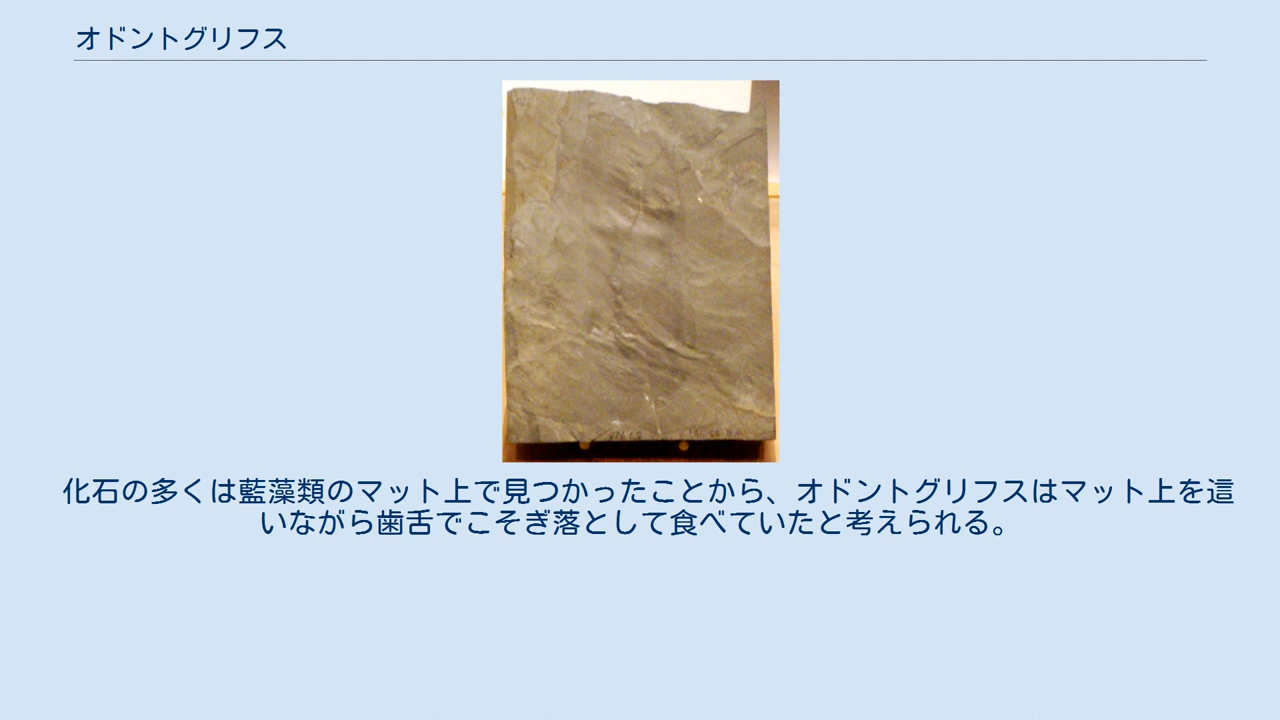 オドントグリフス
化石の多くは藍藻類のマット上で見つかったことから、オドントグリフスはマット上を這
いながら歯舌でこそぎ落として食べていたと考えられる。